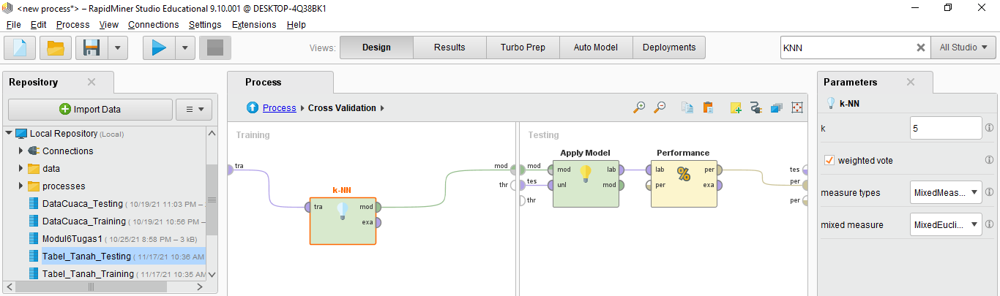 <new process*> – RapidMiner Studio Educational 9.10.001 @ DESKTOP-4Q38BK1
File Edit Process View Connections Settings Extensions Help
Views: Design Results Turbo Prep Auto Model Deployments KNN All Studio
Repository
Import Data
Local Repository (Local)
Connections
data
processes
DataCuaca_Testing ( 10/19/21 11:03 PM –
DataCuaca_Training ( 10/19/21 10:56 PM –
Modul6Tugas1 ( 10/25/21 8:58 PM – 3 kB)
Tabel_Tanah_Testing ( 11/17/21 10:36 AM
Tabel_Tanah_Training ( 11/17/21 10:35 AM
Process
Process Cross Validation
Training
tra
k-NN
tra mod
exa
mod
thr
Testing
mod
tes
thr
Apply Model
mod lab
unl mod
Performance
lab per
per exa
tes
per
per
Parameters
k-NN
k 5
weighted vote
measure types MixedMeas...
mixed measure MixedEucli...